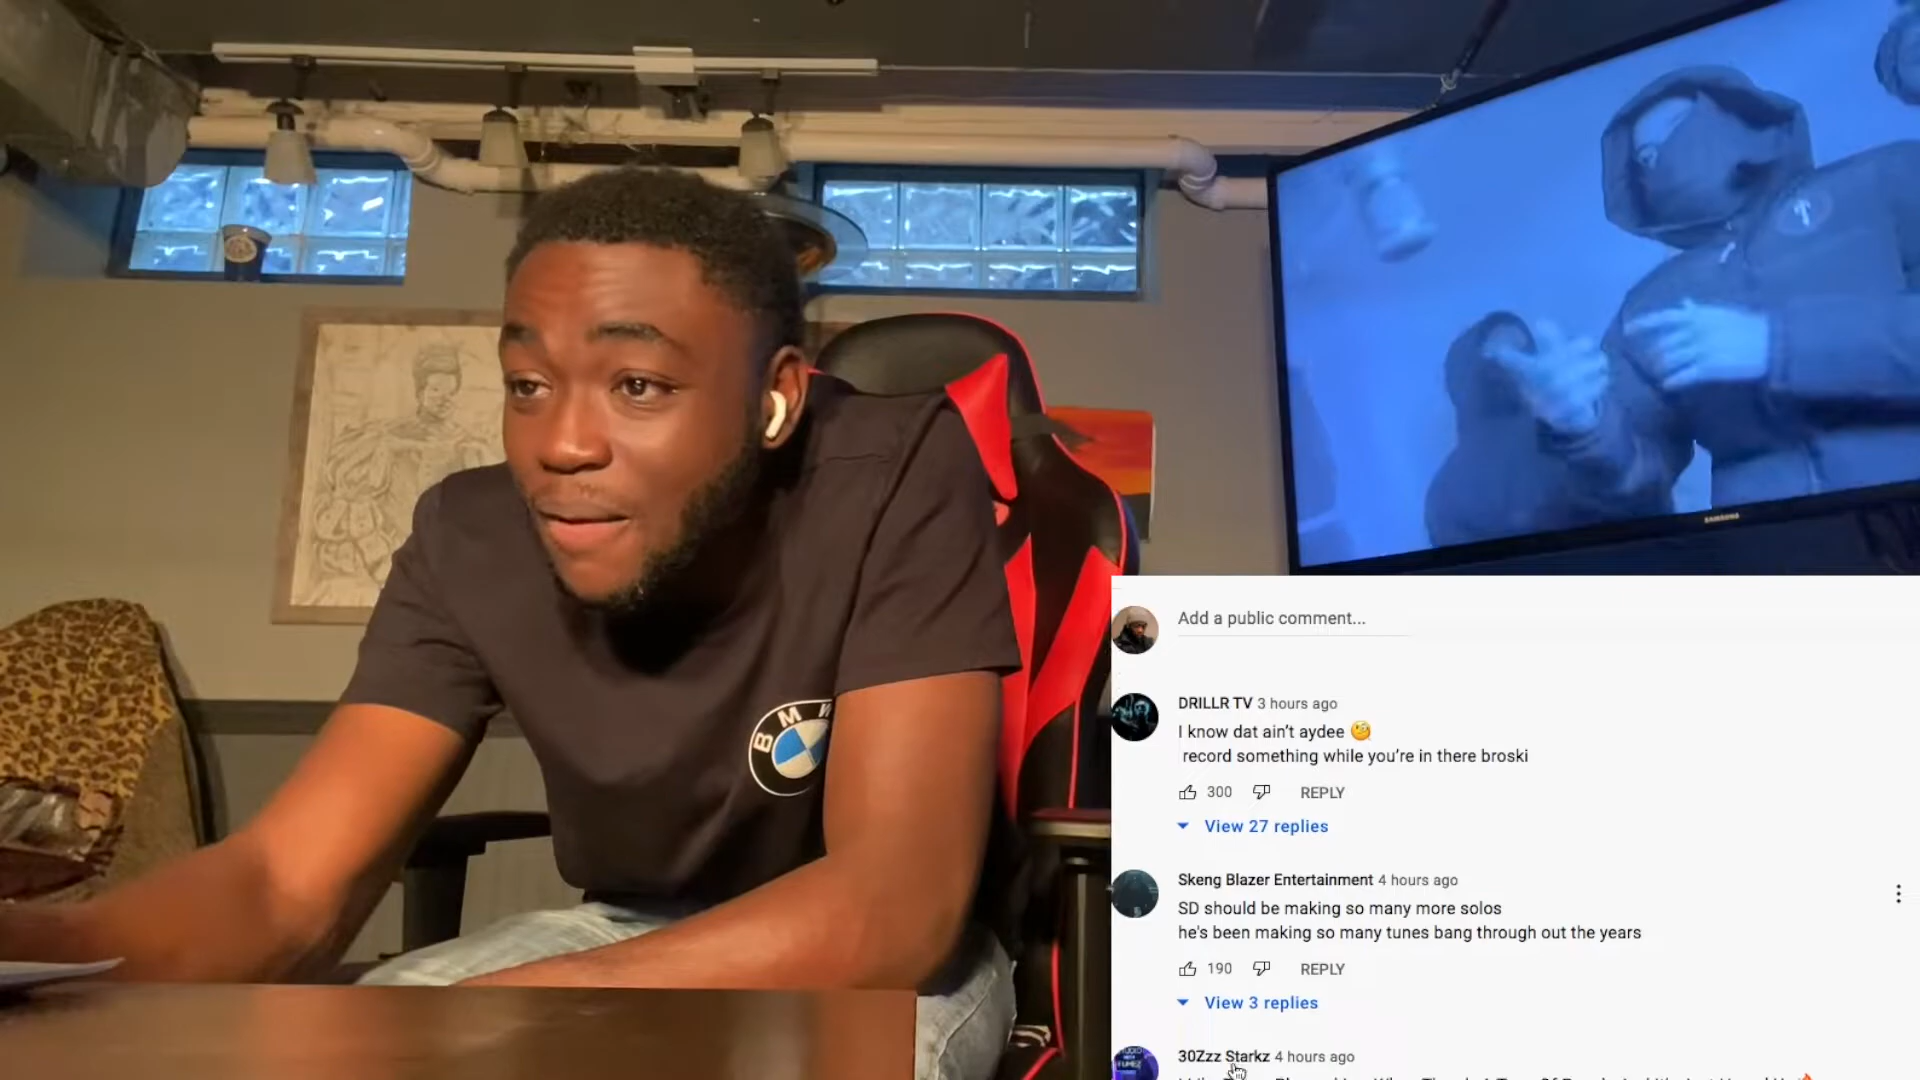 SAMSUNG
BMW
Add a public comment...
DRILLR TV 3 hours ago
I know dat ain't aydee 🧐
record something while you're in there broski
300 REPLY
View 27 replies
Skeng Blazer Entertainment 4 hours ago
SD should be making so many more solos
he's been making so many tunes bang through out the years
190 REPLY
View 3 replies
30Zzz Starkz 4 hours ago